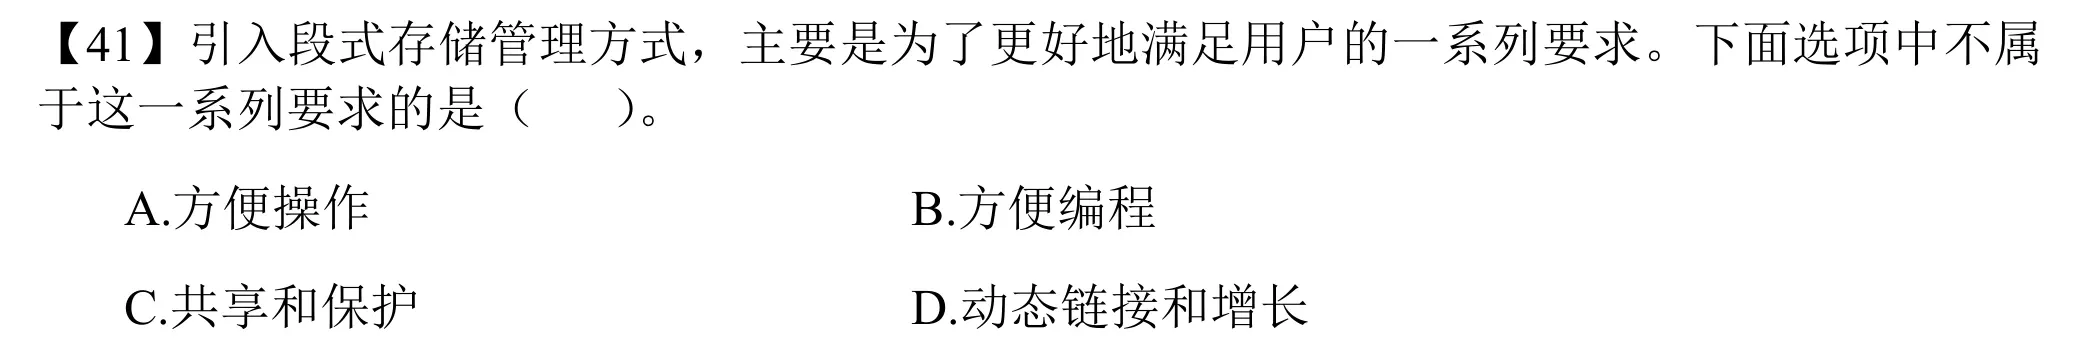 【41】引入段式存储管理方式，主要是为了更好地满足用户的一系列要求。下面选项中不属
于这一系列要求的是（　　）。
A.方便操作　　B.方便编程
C.共享和保护　　D.动态链接和增长